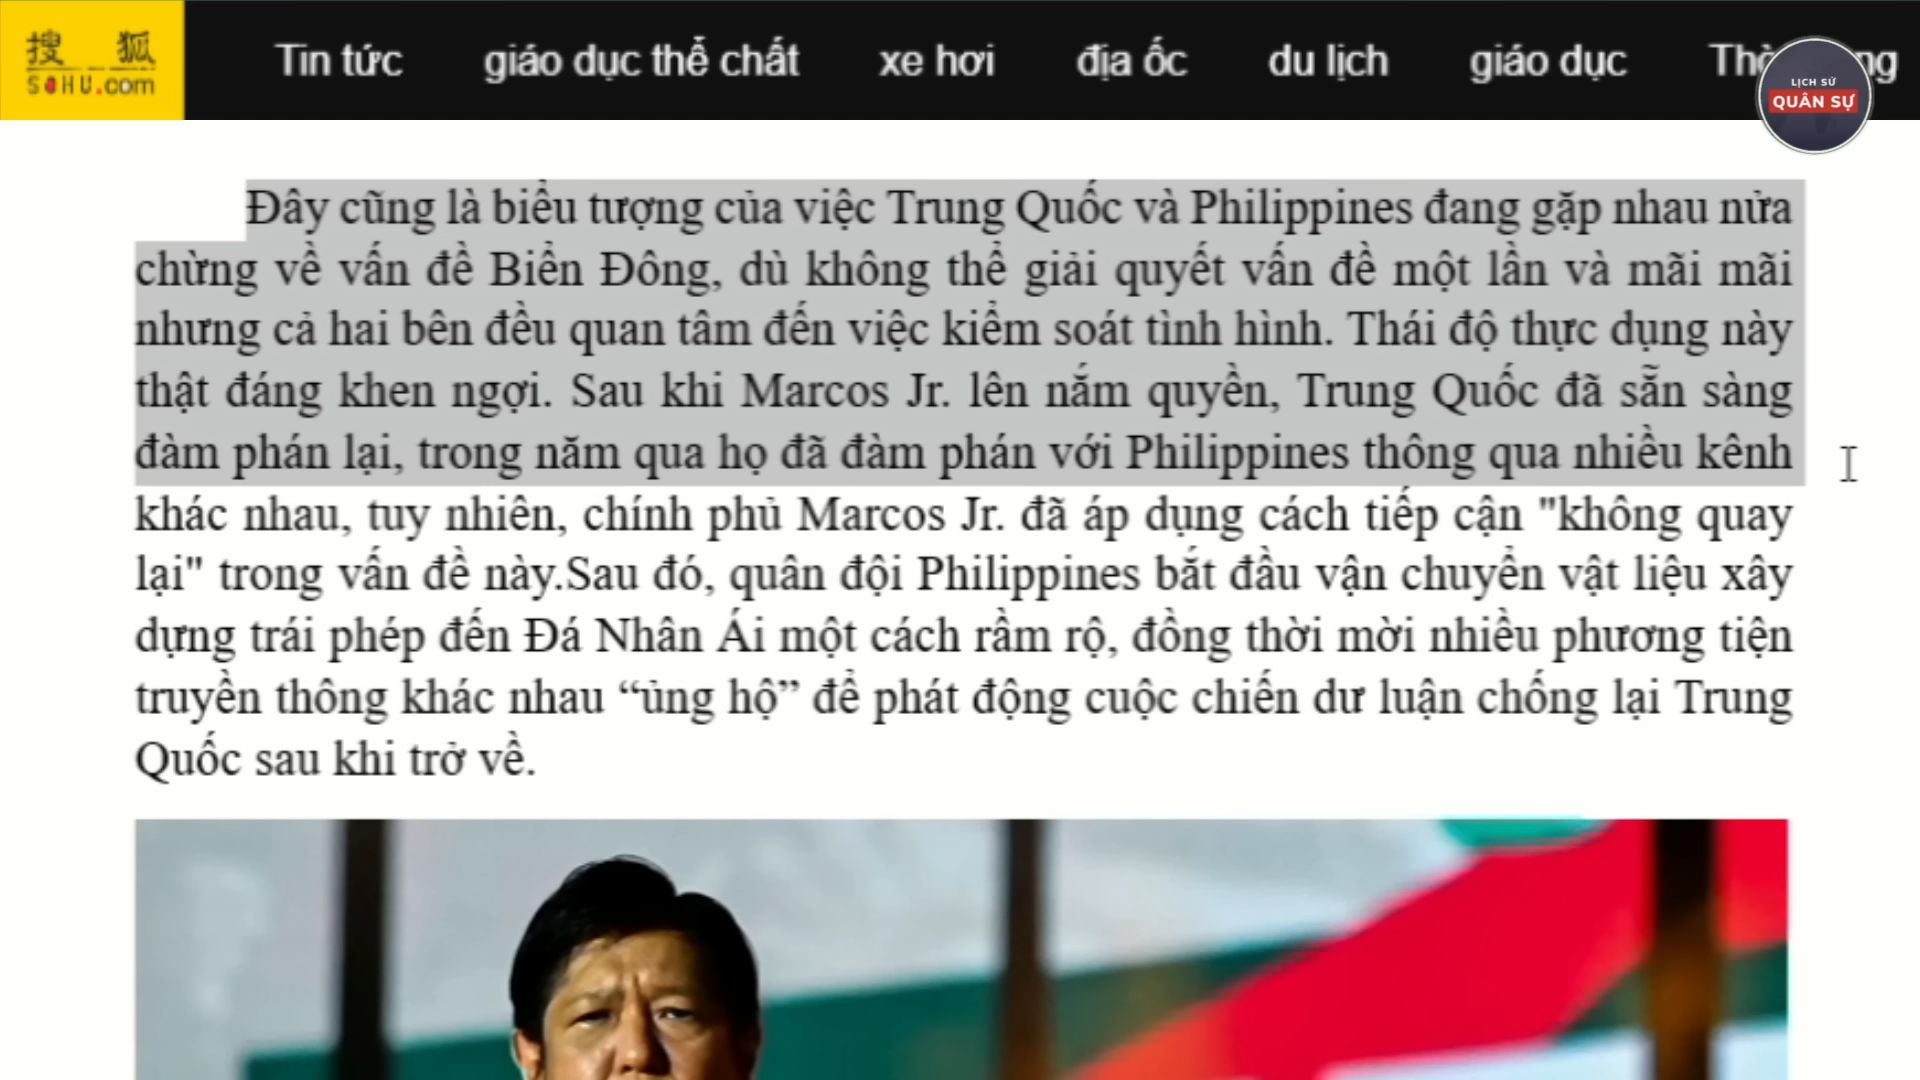 搜 狐
SOHU.com
Tin tức giáo dục thể chất xe hơi địa ốc du lịch giáo dục
LỊCH SỬ
QUÂN SỰ
Đây cũng là biểu tượng của việc Trung Quốc và Philippines đang gặp nhau nửa
chừng về vấn đề Biển Đông, dù không thể giải quyết vấn đề một lần và mãi mãi
nhưng cả hai bên đều quan tâm đến việc kiểm soát tình hình. Thái độ thực dụng này
thật đáng khen ngợi. Sau khi Marcos Jr. lên nắm quyền, Trung Quốc đã sẵn sàng
đàm phán lại, trong năm qua họ đã đàm phán với Philippines thông qua nhiều kênh
khác nhau, tuy nhiên, chính phủ Marcos Jr. đã áp dụng cách tiếp cận "không quay
lại" trong vấn đề này.Sau đó, quân đội Philippines bắt đầu vận chuyển vật liệu xây
dựng trái phép đến Đá Nhân Ái một cách rầm rộ, đồng thời mời nhiều phương tiện
truyền thông khác nhau “ủng hộ” để phát động cuộc chiến dư luận chống lại Trung
Quốc sau khi trở về.